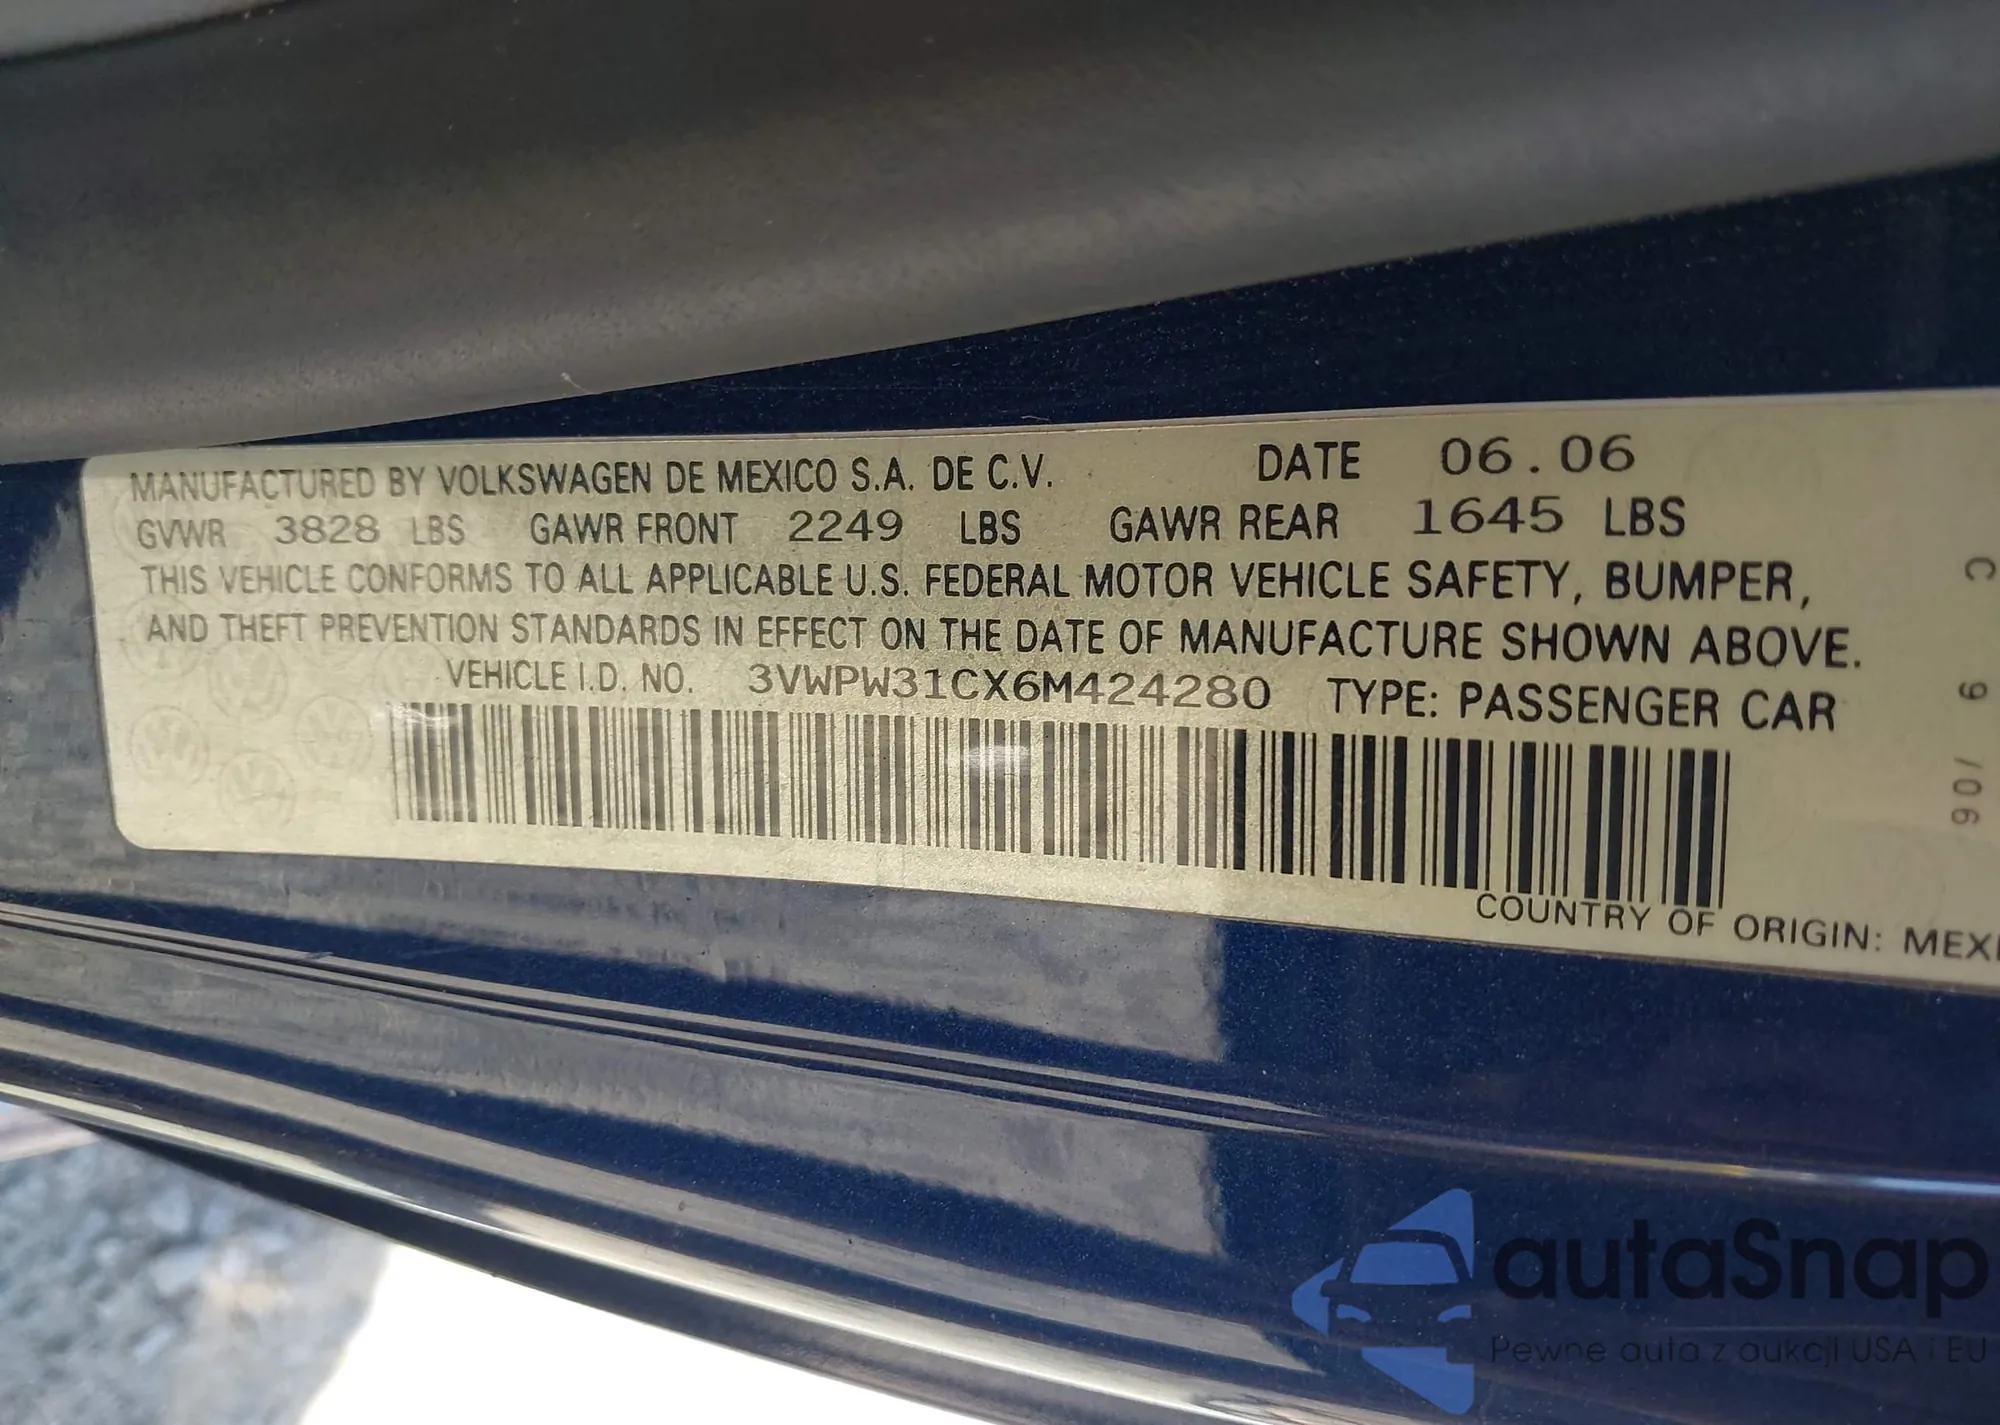 MANUFACTURED BY VOLKSWAGEN DE MEXICO S.A. DE C.V. DATE 06.06
GVWR 3828 LBS GAWR FRONT 2249 LBS GAWR REAR 1645 LBS
THIS VEHICLE CONFORMS TO ALL APPLICABLE U.S. FEDERAL MOTOR VEHICLE SAFETY, BUMPER,
AND THEFT PREVENTION STANDARDS IN EFFECT ON THE DATE OF MANUFACTURE SHOWN ABOVE.
VEHICLE I.D. NO. 3VWPW31CX6M424280 TYPE: PASSENGER CAR
COUNTRY OF ORIGIN: MEXI
C 9 /06
autaSnap
Pewne auta z aukcji USA i EU